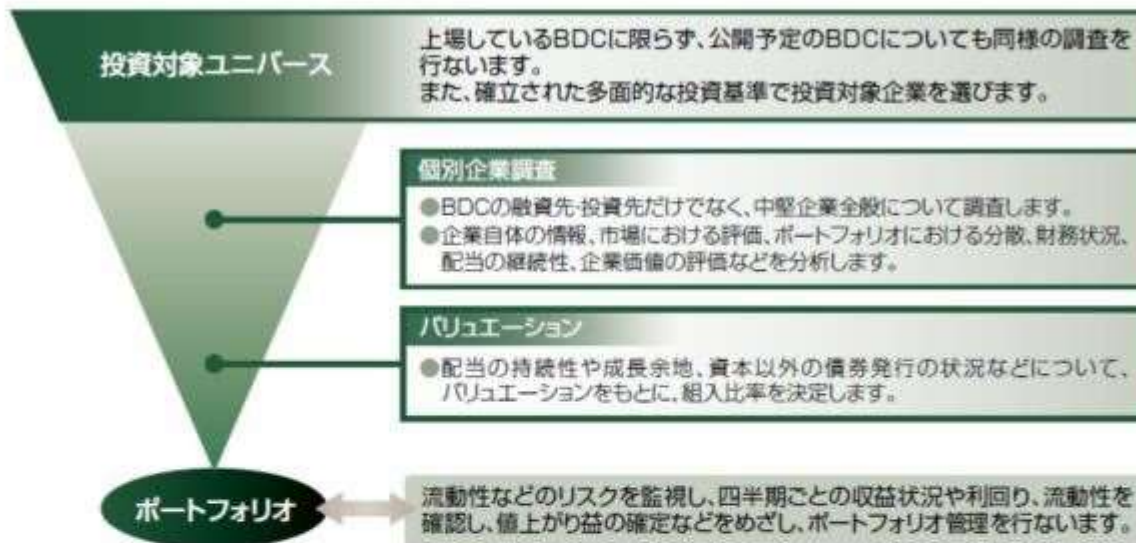 投資対象ユニバース
上場しているBDCに限らず、公開予定のBDCについても同様の調査を
行ないます。
また、確立された多面的な投資基準で投資対象企業を選びます。
個別企業調査
●BDCの融資先・投資先だけでなく、中堅企業全般について調査します。
●企業自体の情報、市場における評価、ポートフォリオにおける分散、財務状況、
配当の継続性、企業価値の評価などを分析します。
バリュエーション
●配当の持続性や成長余地、資本以外の債券発行の状況などについて、
バリュエーションをもとに、組入比率を決定します。
ポートフォリオ
流動性などのリスクを監視し、四半期ごとの収益状況や利回り、流動性を
確認し、値上がり益の確定などをめざし、ポートフォリオ管理を行ないます。